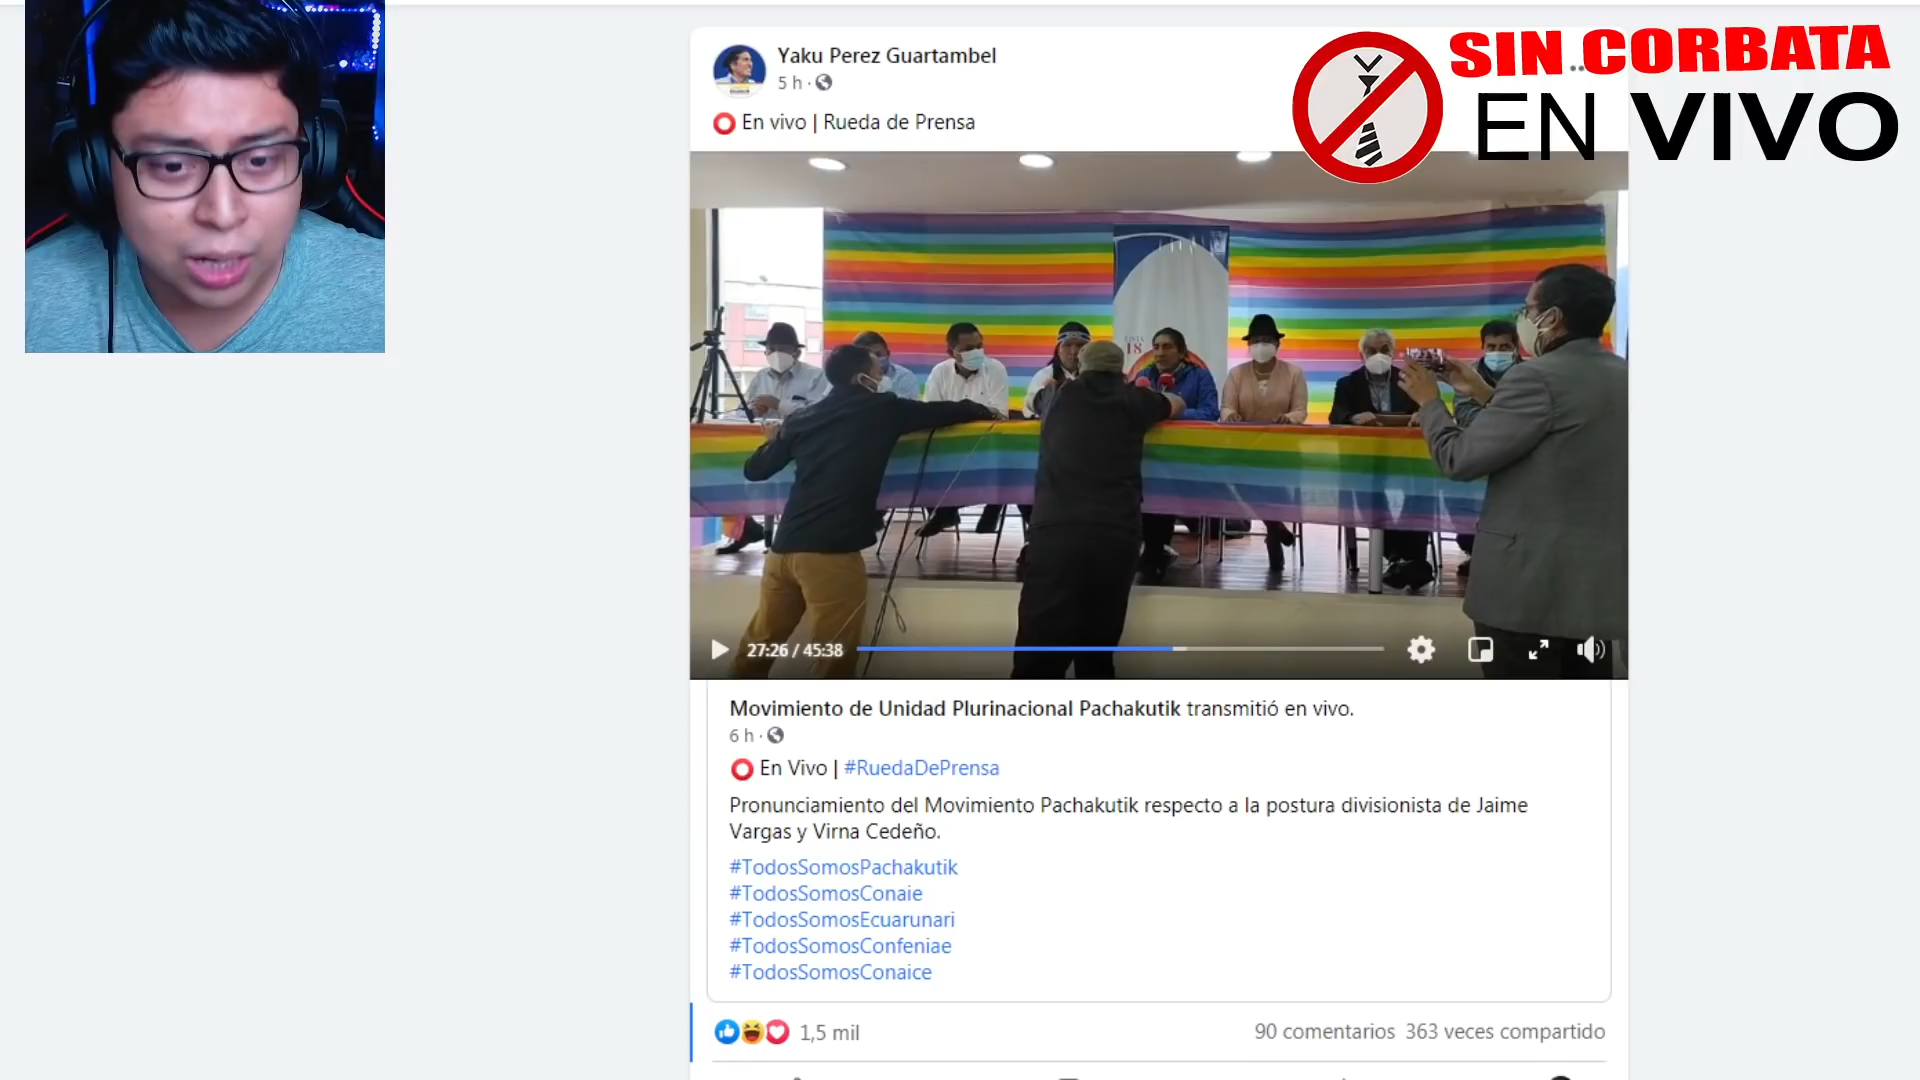 Yaku Perez Guartambel
5 h ·
En vivo | Rueda de Prensa
SIN CORBATA
EN VIVO
18
27:26 / 45:38
Movimiento de Unidad Plurinacional Pachakutik transmitió en vivo.
6 h ·
En Vivo | #RuedaDePrensa
Pronunciamiento del Movimiento Pachakutik respecto a la postura divisionista de Jaime
Vargas y Virna Cedeño.
#TodosSomosPachakutik
#TodosSomosConaie
#TodosSomosEcuarunari
#TodosSomosConfeniae
#TodosSomosConaice
1,5 mil
90 comentarios 363 veces compartido